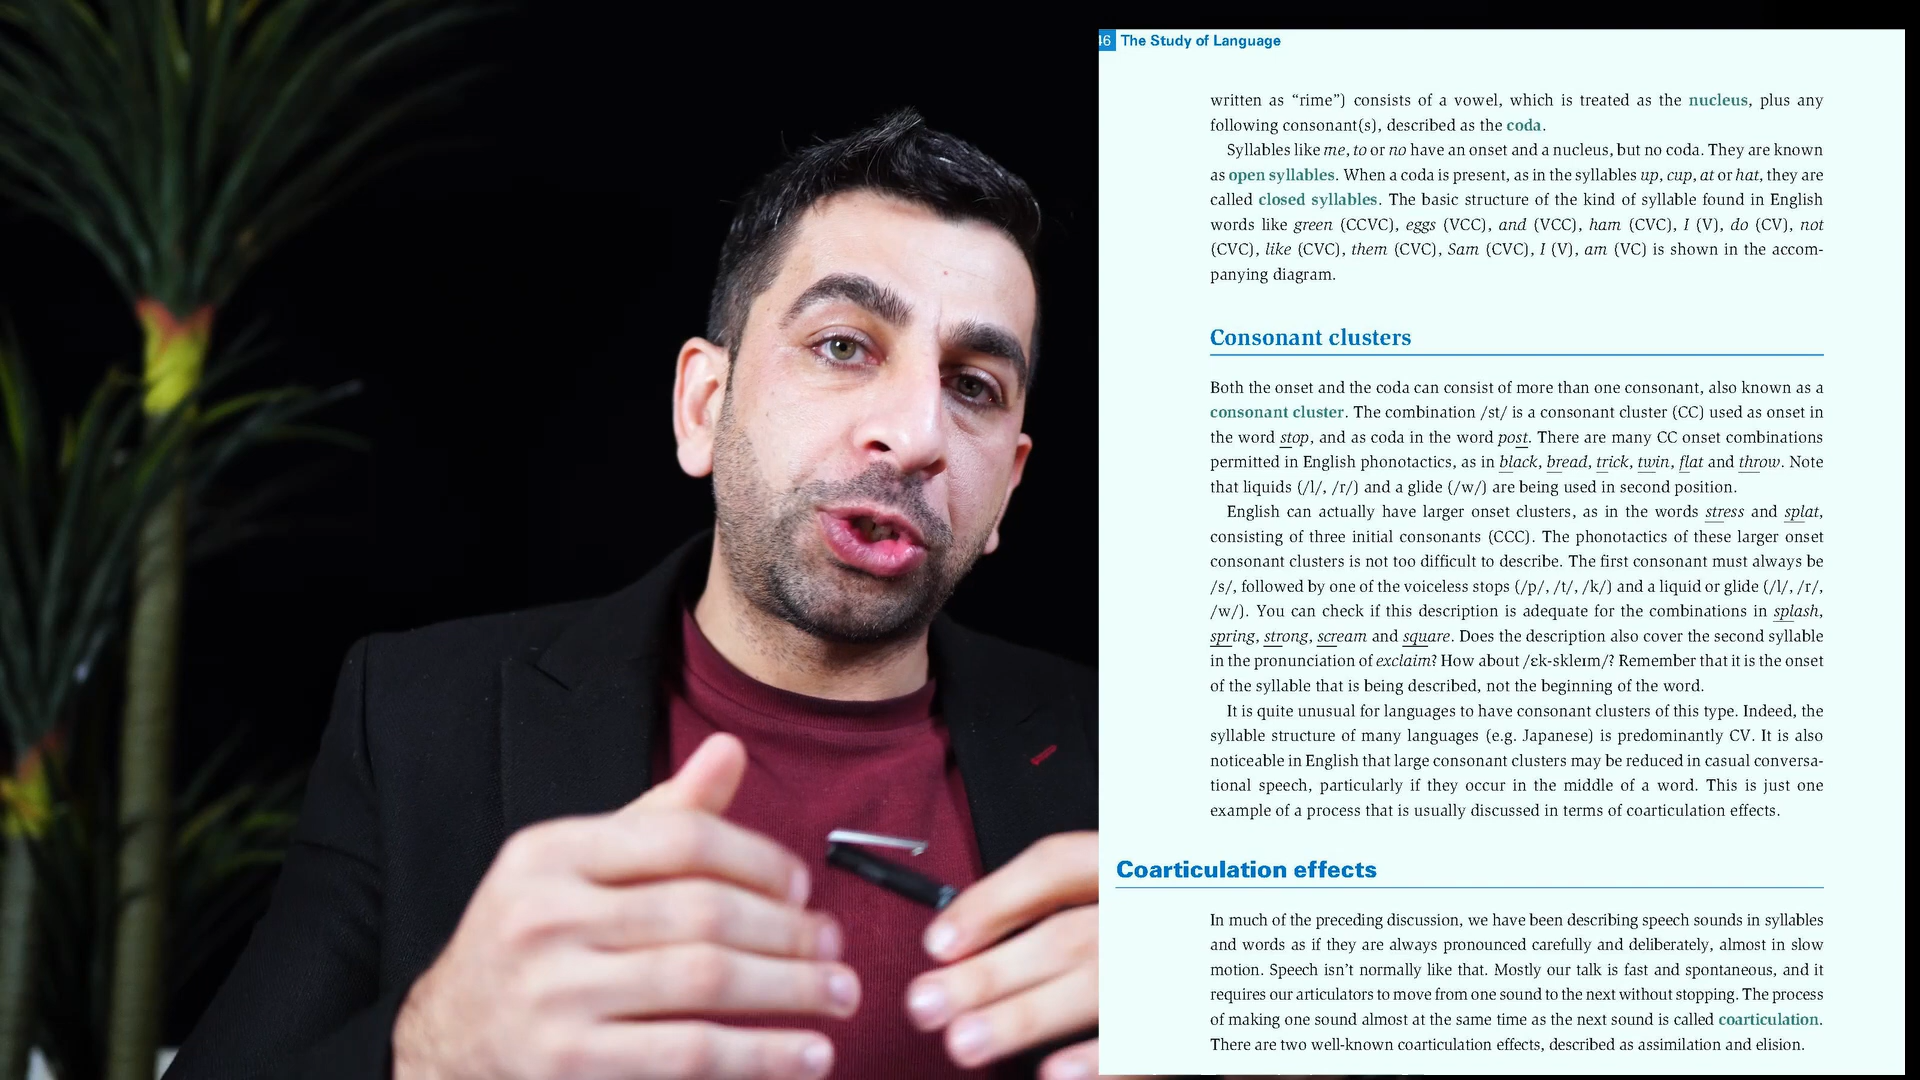 46 The Study of Language
written as “rime”) consists of a vowel, which is treated as the nucleus, plus any
following consonant(s), described as the coda.
Syllables like me, to or no have an onset and a nucleus, but no coda. They are known
as open syllables. When a coda is present, as in the syllables up, cup, at or hat, they are
called closed syllables. The basic structure of the kind of syllable found in English
words like green (CCVC), eggs (VCC), and (VCC), ham (CVC), I (V), do (CV), not
(CVC), like (CVC), them (CVC), Sam (CVC), I (V), am (VC) is shown in the accom-
panying diagram.
Consonant clusters
Both the onset and the coda can consist of more than one consonant, also known as a
consonant cluster. The combination /st/ is a consonant cluster (CC) used as onset in
the word stop, and as coda in the word post. There are many CC onset combinations
permitted in English phonotactics, as in black, bread, trick, twin, flat and throw. Note
that liquids (/l/, /r/) and a glide (/w/) are being used in second position.
English can actually have larger onset clusters, as in the words stress and splat,
consisting of three initial consonants (CCC). The phonotactics of these larger onset
consonant clusters is not too difficult to describe. The first consonant must always be
/s/, followed by one of the voiceless stops (/p/, /t/, /k/) and a liquid or glide (/l/, /r/,
/w/). You can check if this description is adequate for the combinations in splash,
spring, strong, scream and square. Does the description also cover the second syllable
in the pronunciation of exclaim? How about /ɛk-skleɪm/? Remember that it is the onset
of the syllable that is being described, not the beginning of the word.
It is quite unusual for languages to have consonant clusters of this type. Indeed, the
syllable structure of many languages (e.g. Japanese) is predominantly CV. It is also
noticeable in English that large consonant clusters may be reduced in casual conversa-
tional speech, particularly if they occur in the middle of a word. This is just one
example of a process that is usually discussed in terms of coarticulation effects.
Coarticulation effects
In much of the preceding discussion, we have been describing speech sounds in syllables
and words as if they are always pronounced carefully and deliberately, almost in slow
motion. Speech isn’t normally like that. Mostly our talk is fast and spontaneous, and it
requires our articulators to move from one sound to the next without stopping. The process
of making one sound almost at the same time as the next sound is called coarticulation.
There are two well-known coarticulation effects, described as assimilation and elision.